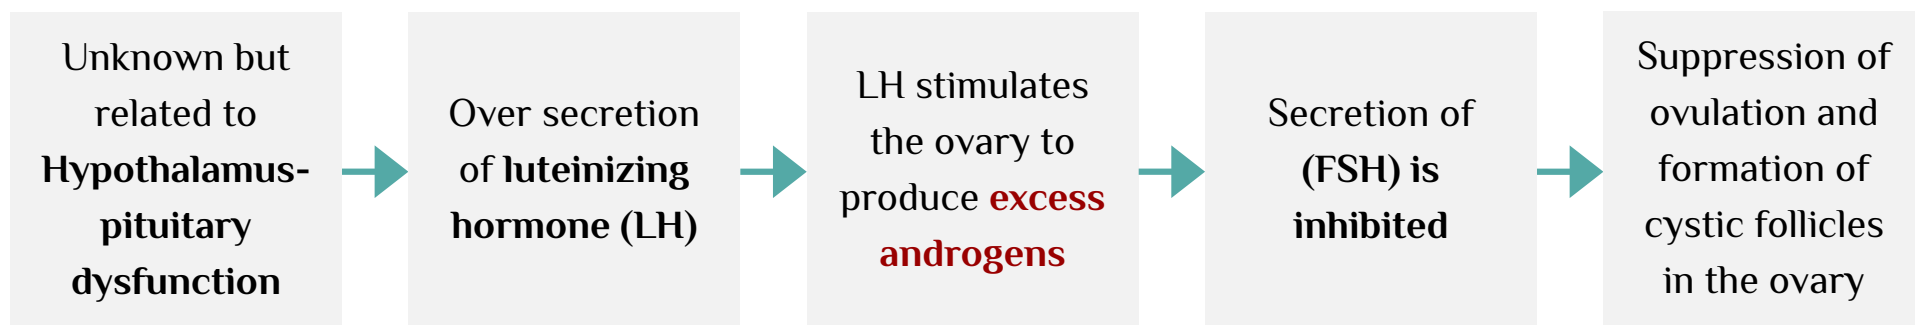 Unknown but
related to
Hypothalamus-
pituitary
dysfunction
Over secretion
of luteinizing
hormone (LH)
LH stimulates
the ovary to
produce excess
androgens
Secretion of
(FSH) is
inhibited
Suppression of
ovulation and
formation of
cystic follicles
in the ovary